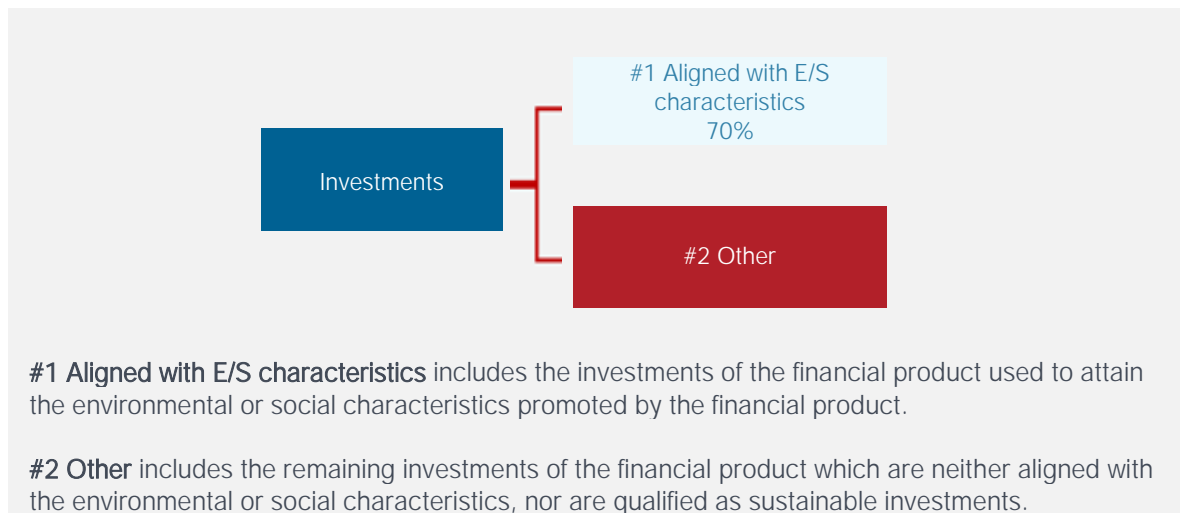 #1 Aligned with E/S
characteristics
70%
Investments
#2 Other
#1 Aligned with E/S characteristics includes the investments of the financial product used to attain
the environmental or social characteristics promoted by the financial product.
#2 Other includes the remaining investments of the financial product which are neither aligned with
the environmental or social characteristics, nor are qualified as sustainable investments.